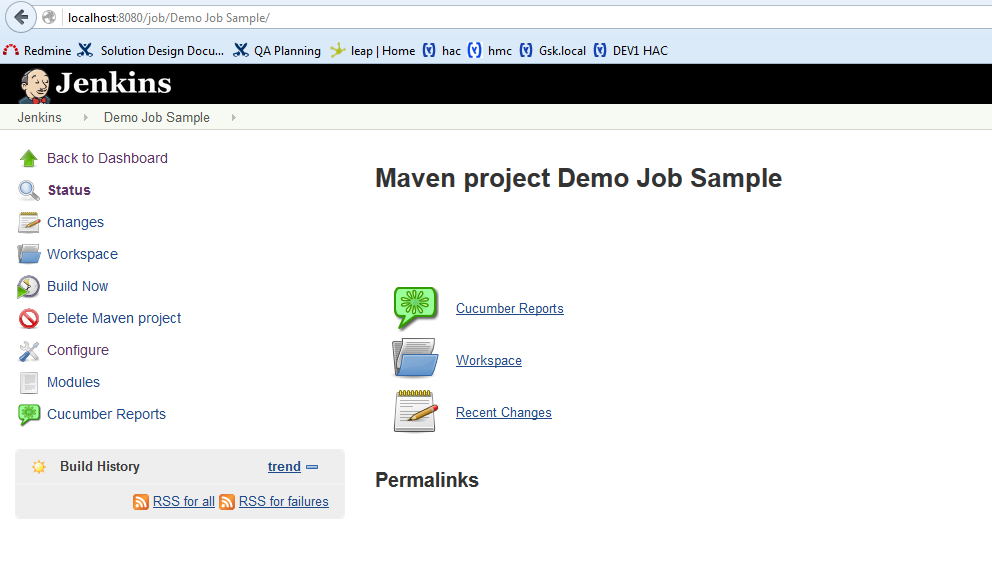 localhost:8080/job/Demo Job Sample/
Redmine Solution Design Docu... QA Planning leap | Home hac hmc Gsk.local DEV1 HAC
Jenkins
Jenkins Demo Job Sample
Back to Dashboard
Status
Changes
Workspace
Build Now
Delete Maven project
Configure
Modules
Cucumber Reports
Build History trend
RSS for all RSS for failures
Maven project Demo Job Sample
Cucumber Reports
Workspace
Recent Changes
Permalinks